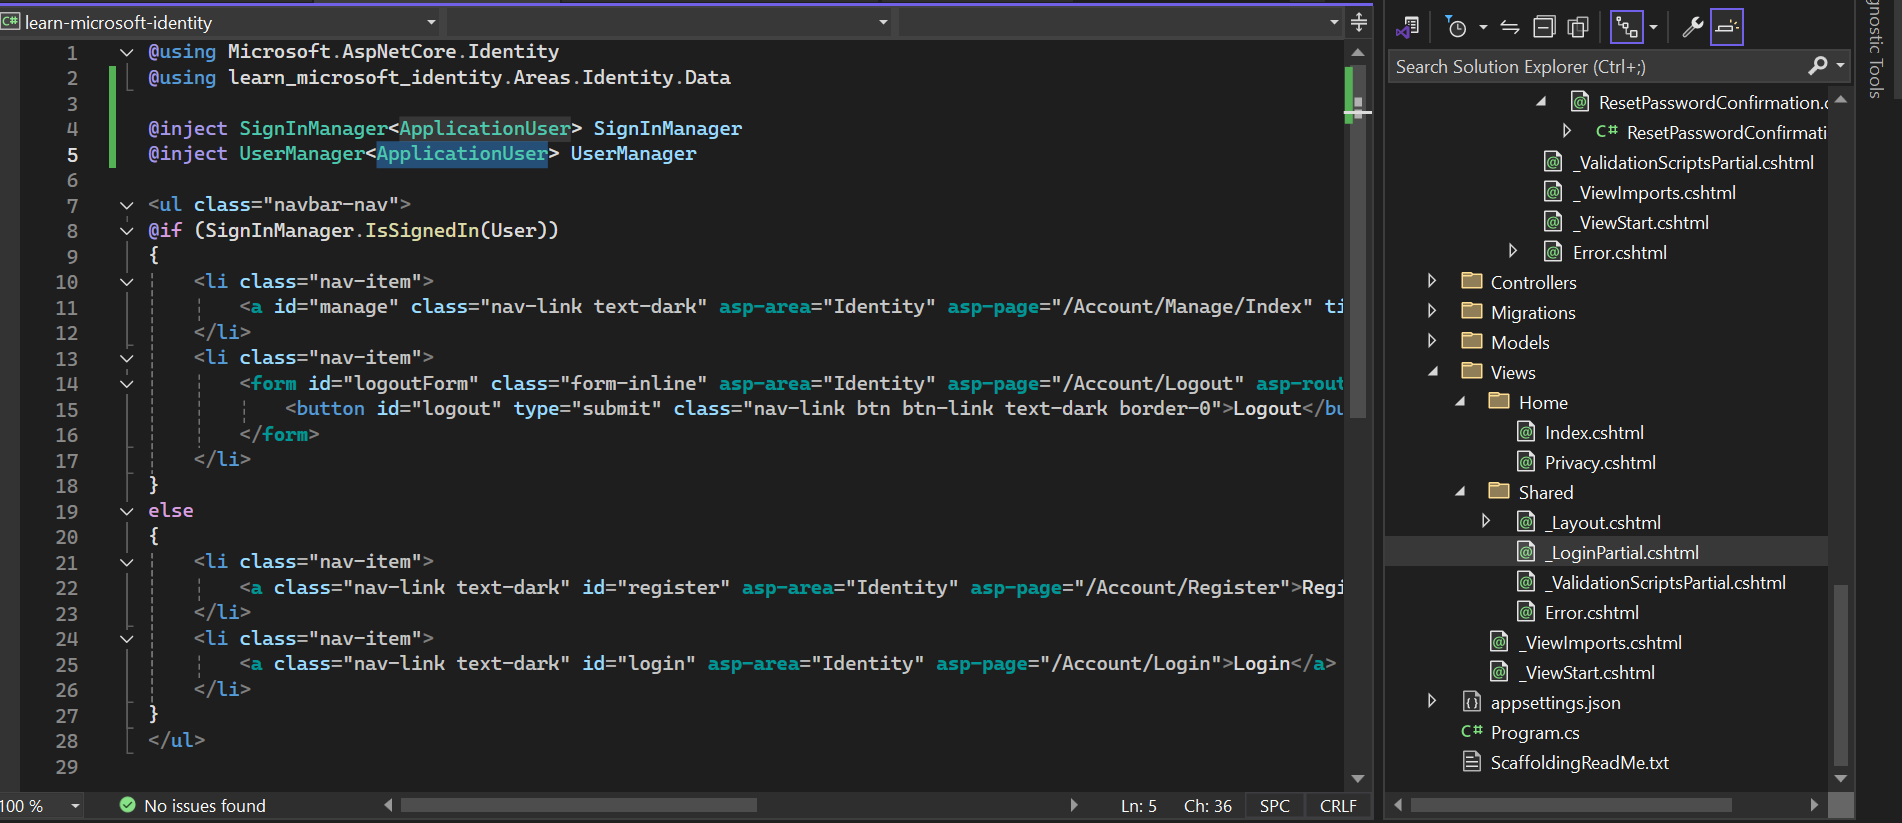 learn-microsoft-identity
1 @using Microsoft.AspNetCore.Identity
2 @using learn_microsoft_identity.Areas.Identity.Data
3
4 @inject SignInManager<ApplicationUser> SignInManager
5 @inject UserManager<ApplicationUser> UserManager
6
7 <ul class="navbar-nav">
8 @if (SignInManager.IsSignedIn(User))
9 {
10 <li class="nav-item">
11 <a id="manage" class="nav-link text-dark" asp-area="Identity" asp-page="/Account/Manage/Index" ti
12 </li>
13 <li class="nav-item">
14 <form id="logoutForm" class="form-inline" asp-area="Identity" asp-page="/Account/Logout" asp-rout
15 <button id="logout" type="submit" class="nav-link btn btn-link text-dark border-0">Logout</bu
16 </form>
17 </li>
18 }
19 else
20 {
21 <li class="nav-item">
22 <a class="nav-link text-dark" id="register" asp-area="Identity" asp-page="/Account/Register">Regi
23 </li>
24 <li class="nav-item">
25 <a class="nav-link text-dark" id="login" asp-area="Identity" asp-page="/Account/Login">Login</a>
26 </li>
27 }
28 </ul>
29
100 %
No issues found
Ln: 5 Ch: 36 SPC CRLF
Search Solution Explorer (Ctrl+;)
ResetPasswordConfirmation.c
C# ResetPasswordConfirmati
_ValidationScriptsPartial.cshtml
_ViewImports.cshtml
_ViewStart.cshtml
Error.cshtml
Controllers
Migrations
Models
Views
Home
Index.cshtml
Privacy.cshtml
Shared
_Layout.cshtml
_LoginPartial.cshtml
_ValidationScriptsPartial.cshtml
Error.cshtml
_ViewImports.cshtml
_ViewStart.cshtml
appsettings.json
C# Program.cs
ScaffoldingReadMe.txt
gnostic Tools